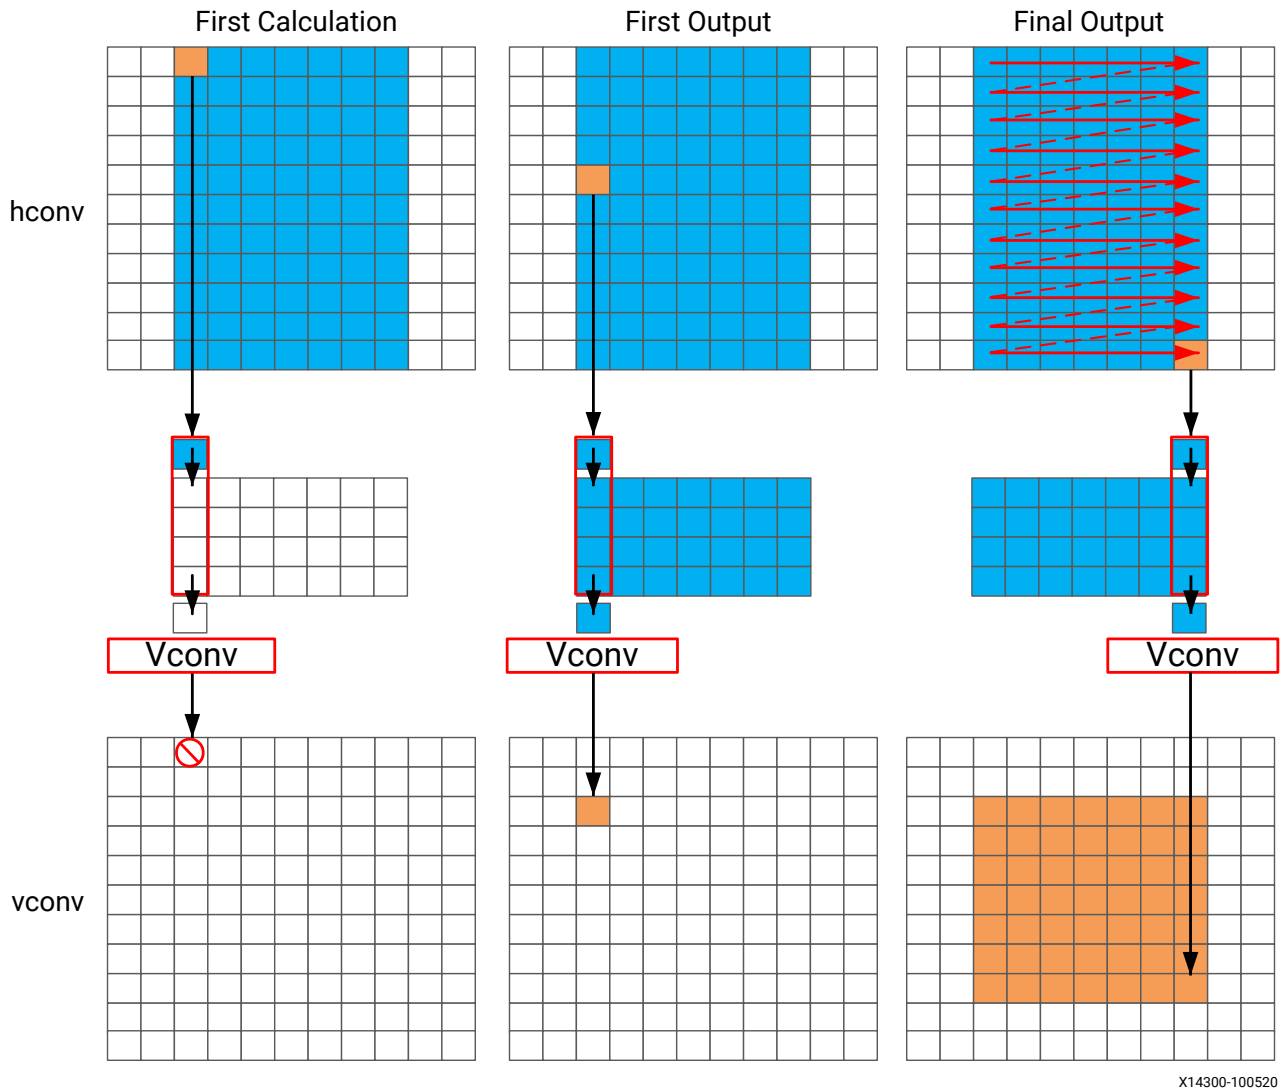 First Calculation
First Output
Final Output
hconv
Vconv
Vconv
Vconv
vconv
X14300-100520